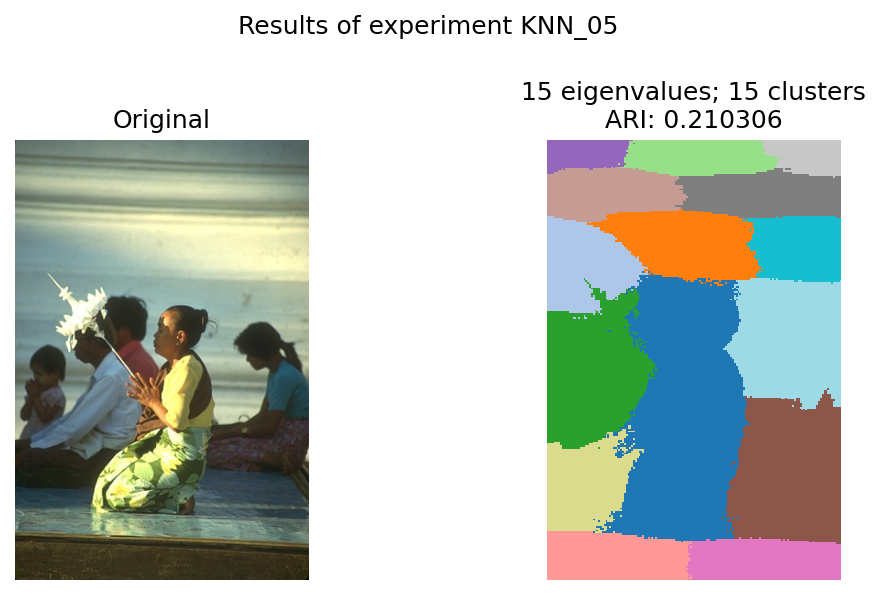 Results of experiment KNN_05
Original
15 eigenvalues; 15 clusters
ARI: 0.210306